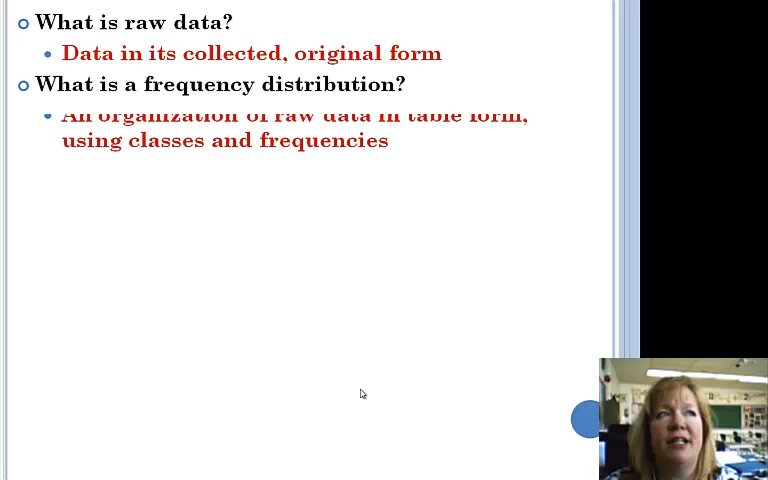 What is raw data?
Data in its collected, original form
What is a frequency distribution?
An organization of raw data in table form,
using classes and frequencies